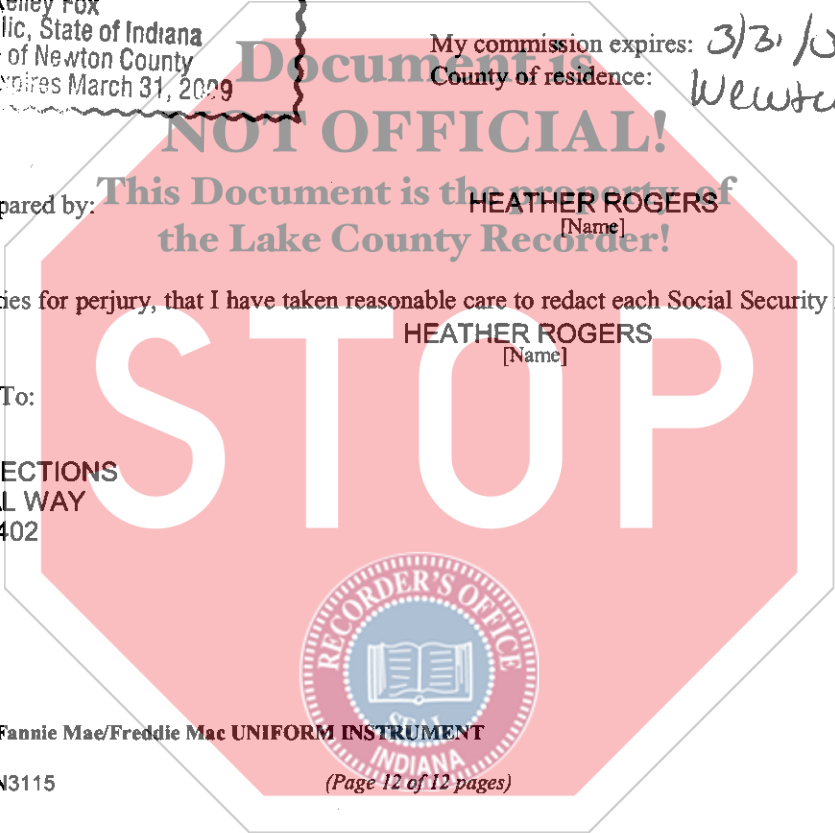 Kelley Fox
lic, State of Indiana
of Newton County
pires March 31, 2009
My commission expires: 3/31/0
County of residence: Newto
Document is
NOT OFFICIAL!
This Document is the property of
the Lake County Recorder!
pared by: HEATHER ROGERS
[Name]
ies for perjury, that I have taken reasonable care to redact each Social Security
HEATHER ROGERS
[Name]
STOP
To:
ECTIONS
L WAY
402
RECORDER'S OFFICE
SEAL
INDIANA
Fannie Mae/Freddie Mac UNIFORM INSTRUMENT
N3115 (Page 12 of 12 pages)